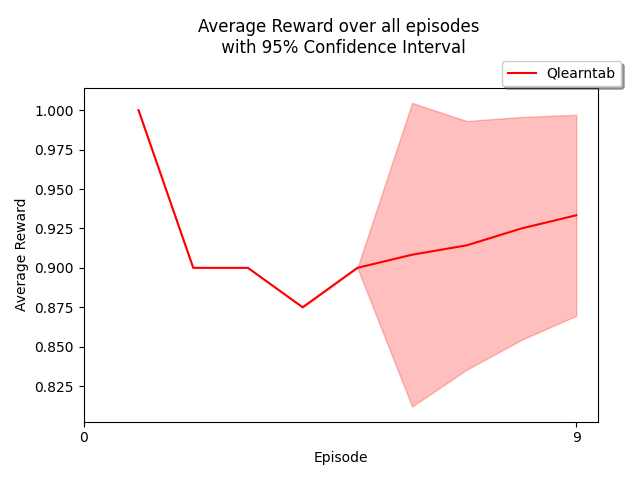 Average Reward over all episodes
with 95% Confidence Interval
Qlearntab
1.000
0.975
0.950
0.925
0.900
0.875
0.850
0.825
Average Reward
0
9
Episode